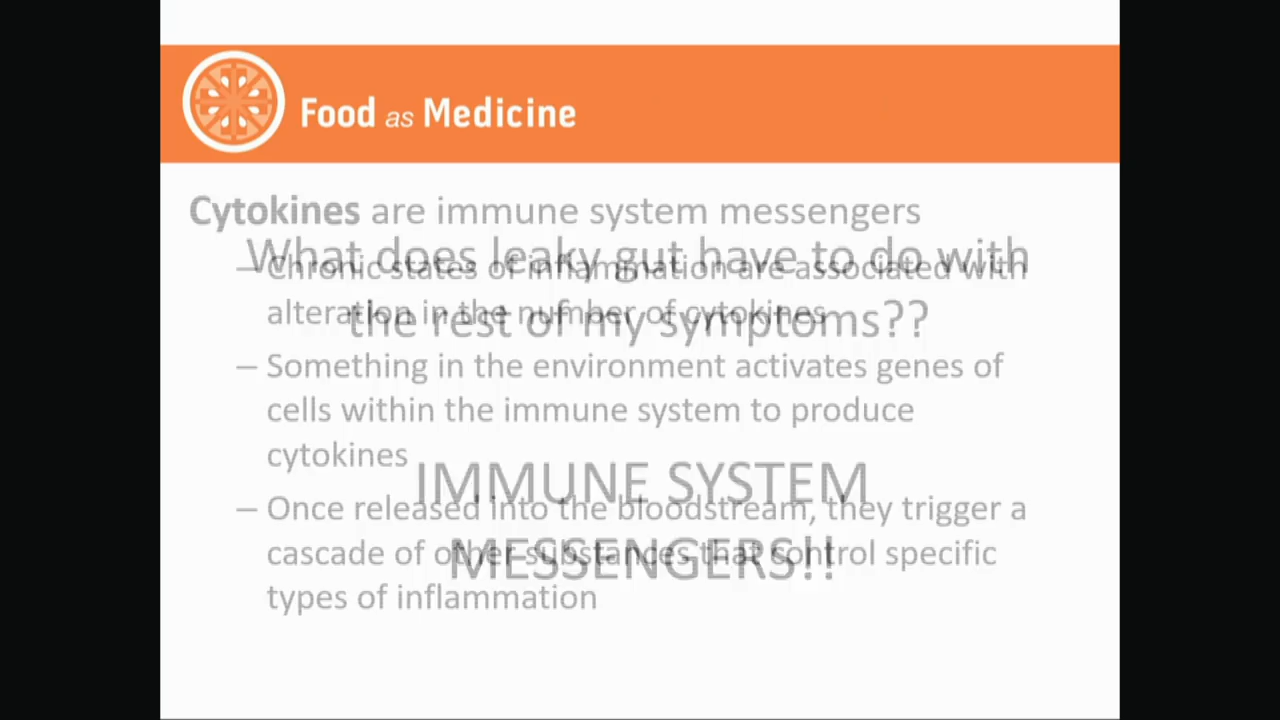 Food as Medicine
Cytokines are immune system messengers
What does leaky gut have to do with
– Chronic states of inflammation are associated with
alteration in the number of cytokines
the rest of my symptoms??
– Something in the environment activates genes of
cells within the immune system to produce
cytokines
IMMUNE SYSTEM
– Once released into the bloodstream, they trigger a
MESSENGERS!!
cascade of other substances that control specific
types of inflammation